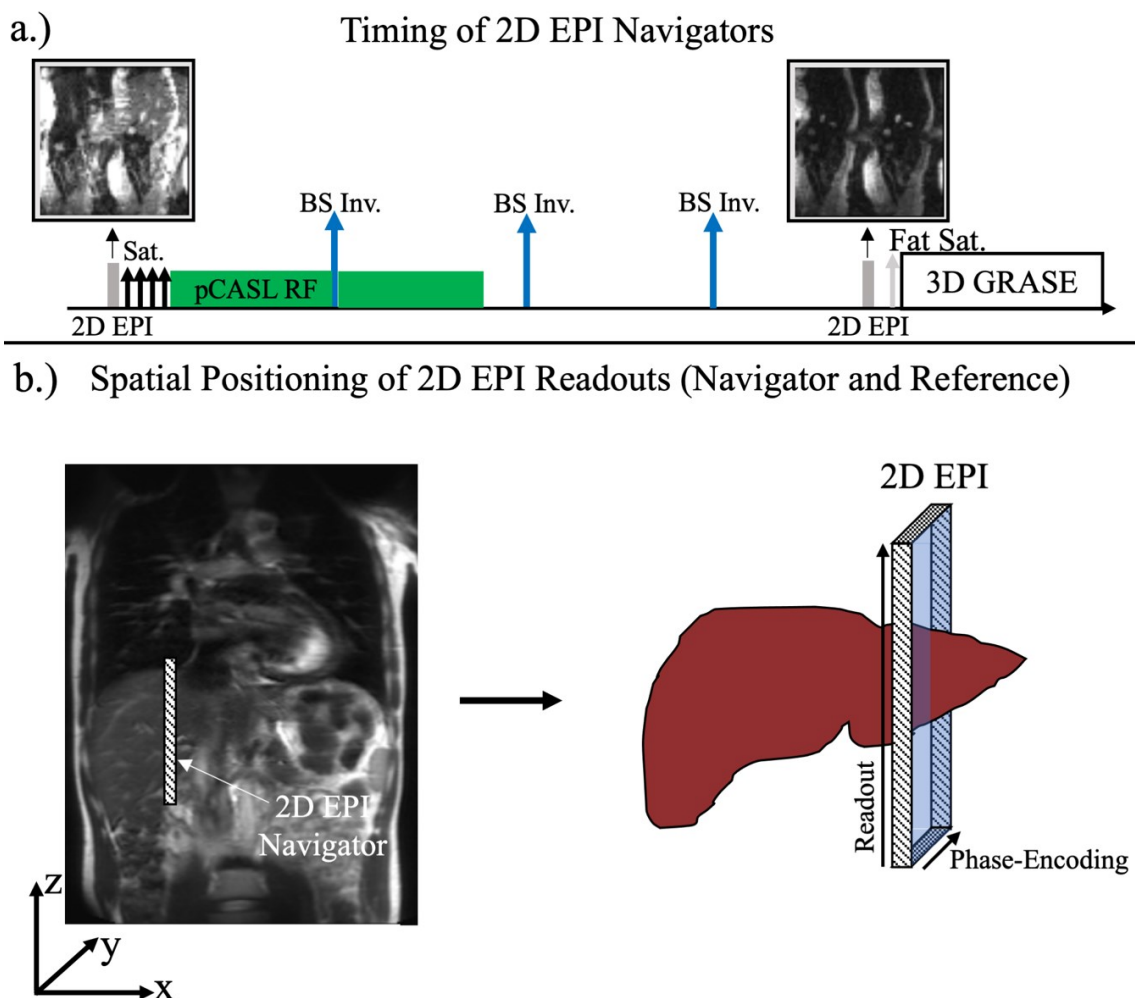 a.) Timing of 2D EPI Navigators
BS Inv. BS Inv. BS Inv.
Sat. Fat Sat.
pCASL RF 3D GRASE
2D EPI 2D EPI
b.) Spatial Positioning of 2D EPI Readouts (Navigator and Reference)
2D EPI
2D EPI
Navigator
Readout
Phase-Encoding
z
y
x